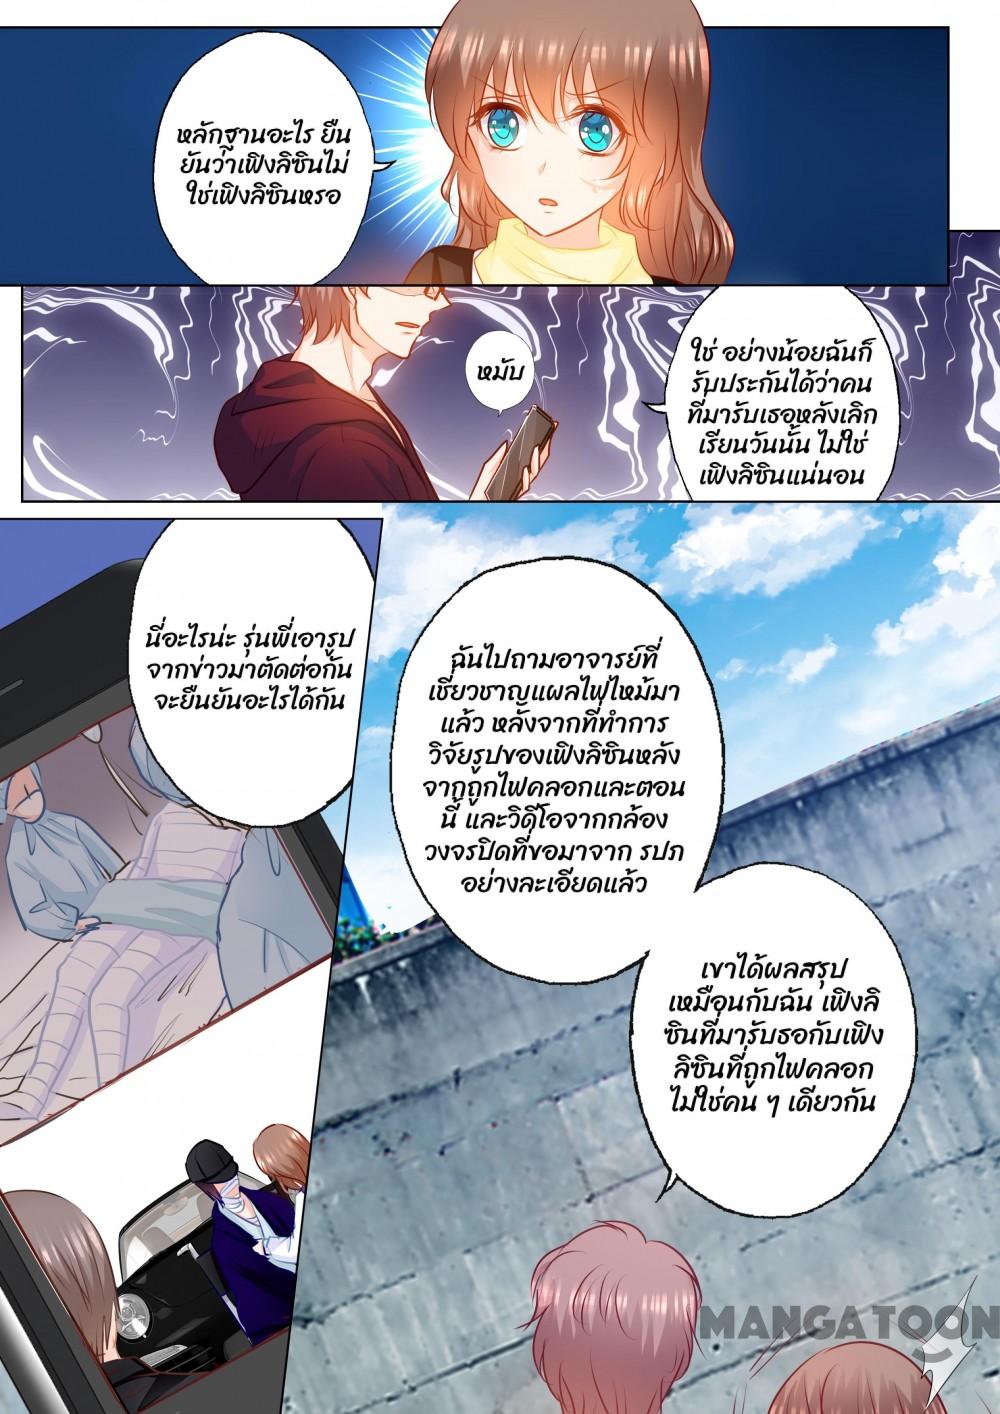 หลักฐานอะไร ยืน
ยันว่าเฟิงลิซินไม่
ใช่เฟิงลิซินหรอ
หมับ
ใช่ อย่างน้อยฉันก็
รับประกันได้ว่าคน
ที่มารับเธอหลังเลิก
เรียนวันนั้น ไม่ใช่
เฟิงลิซินแน่นอน
นี่อะไรน่ะ รุ่นพี่เอารูป
จากข่าวมาตัดต่อกัน
จะยืนยันอะไรได้กัน
ฉันไปถามอาจารย์ที่
เชี่ยวชาญแผลไฟไหม้มา
แล้ว หลังจากที่ทำการ
วิจัยรูปของเฟิงลิซินหลัง
จากถูกไฟคลอกและตอน
นี้ และวิดีโอจากกล้อง
วงจรปิดที่ขอมาจาก รปภ
อย่างละเอียดแล้ว
เขาได้ผลสรุป
เหมือนกับฉัน เฟิงลิ
ซินที่มารับธอกับเฟิง
ลิซินที่ถูกไฟคลอก
ไม่ใช่คน ๆ เดียวกัน
MANGATOON